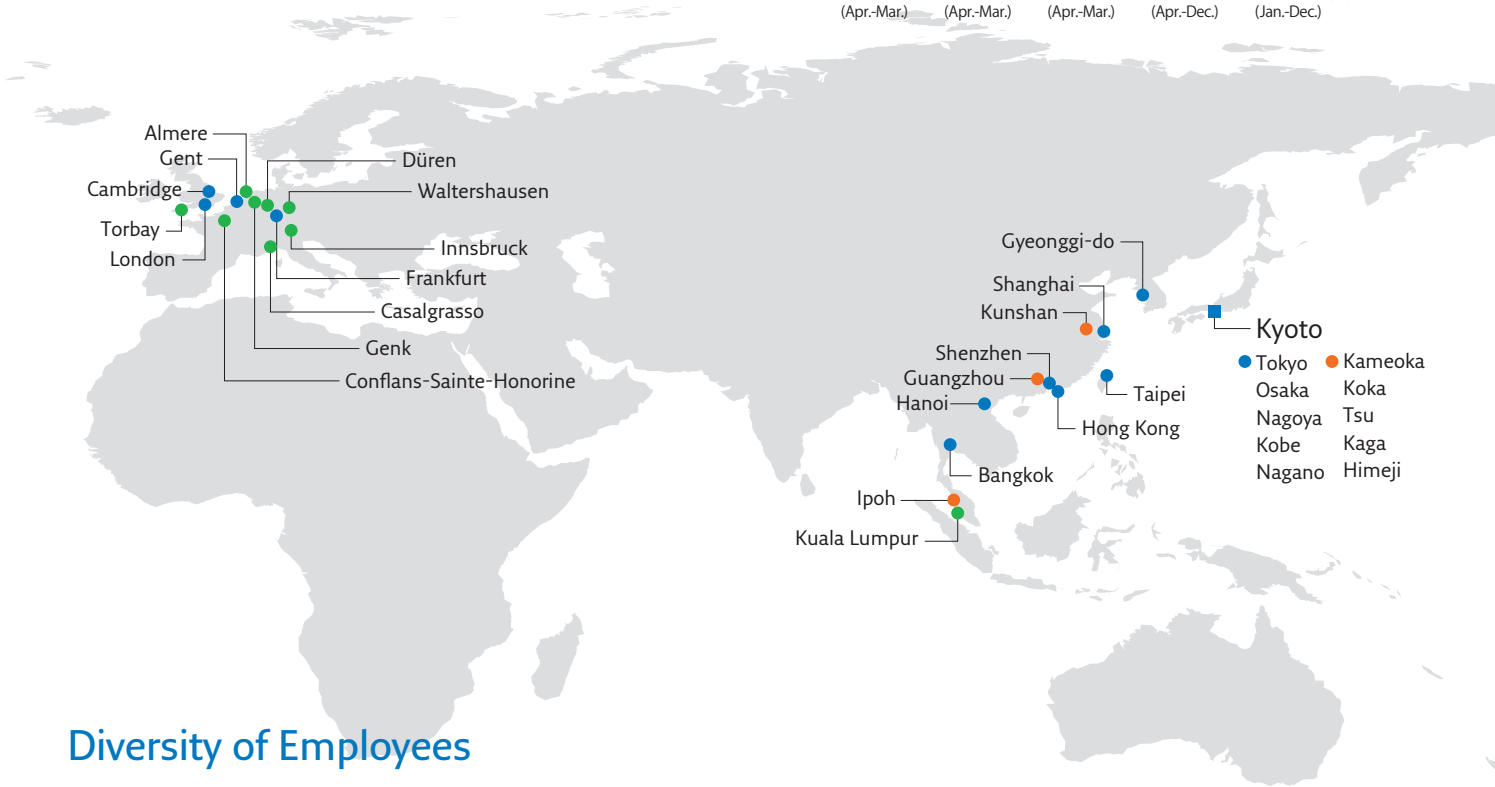 (Apr.-Mar.) (Apr.-Mar.) (Apr.-Mar.) (Apr.-Dec.) (Jan.-Dec.)
Almere
Gent
Cambridge
Torbay
London
Düren
Waltershausen
Innsbruck
Frankfurt
Casalgrasso
Genk
Conflans-Sainte-Honorine
Gyeonggi-do
Shanghai
Kunshan
Shenzhen
Guangzhou
Hanoi
Taipei
Hong Kong
Bangkok
Ipoh
Kuala Lumpur
Kyoto
Tokyo Kameoka
Osaka Koka
Nagoya Tsu
Kobe Kaga
Nagano Himeji
Diversity of Employees